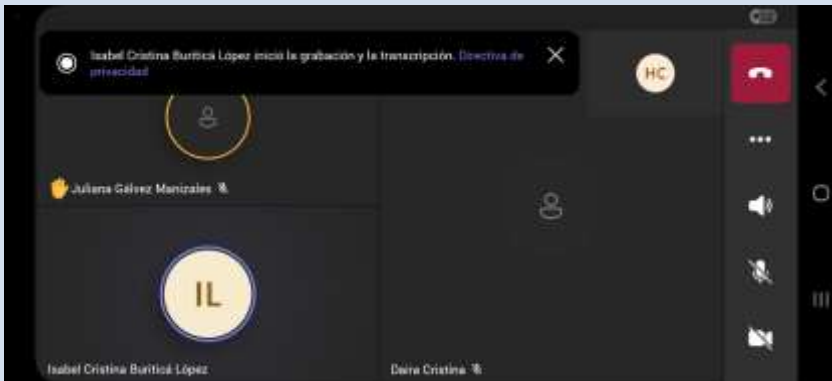 Isabel Cristina Buriticá López inició la grabación y la transcripción. Directiva de
privacidad
HC
Juliana Gálvez Manizales
IL
Isabel Cristina Buriticá López
Daira Cristina